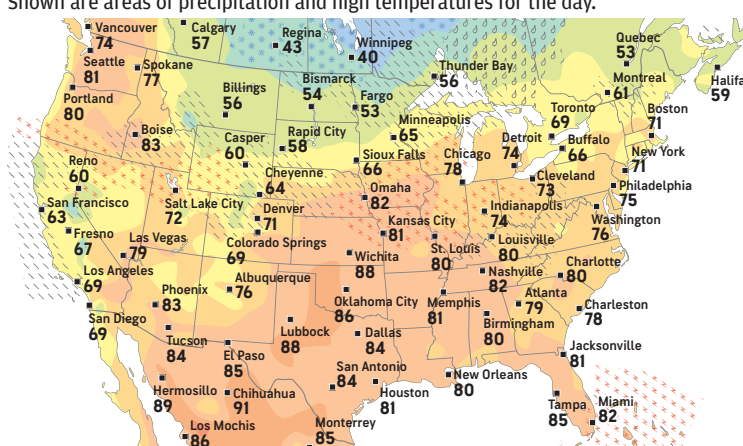 Shown are areas of precipitation and high temperatures for the day.
Vancouver
74
Calgary
57
Regina
43
Winnipeg
40
Quebec
53
Seattle
81
Spokane
77
Thunder Bay
56
Montreal
61
Halifa
59
Portland
80
Billings
56
Bismarck
54
Fargo
53
Toronto
69
Boston
71
Boise
83
Casper
60
Rapid City
58
Minneapolis
65
Detroit
74
Buffalo
66
Reno
60
Cheyenne
64
Sioux Falls
66
Chicago
78
Cleveland
73
New York
71
Philadelphia
75
San Francisco
63
Salt Lake City
72
Denver
71
Omaha
82
Indianapolis
74
Washington
76
Fresno
67
Las Vegas
79
Colorado Springs
69
Kansas City
81
St. Louis
80
Louisville
80
Los Angeles
69
Phoenix
83
Albuquerque
76
Wichita
88
Nashville
82
Charlotte
80
San Diego
69
Oklahoma City
86
Memphis
81
Atlanta
79
Charleston
78
Tucson
84
Lubbock
88
Dallas
84
Birmingham
80
El Paso
85
Jacksonville
81
Hermosillo
89
Chihuahua
91
San Antonio
84
Houston
81
New Orleans
80
Tampa
85
Miami
82
Los Mochis
86
Monterrey
85